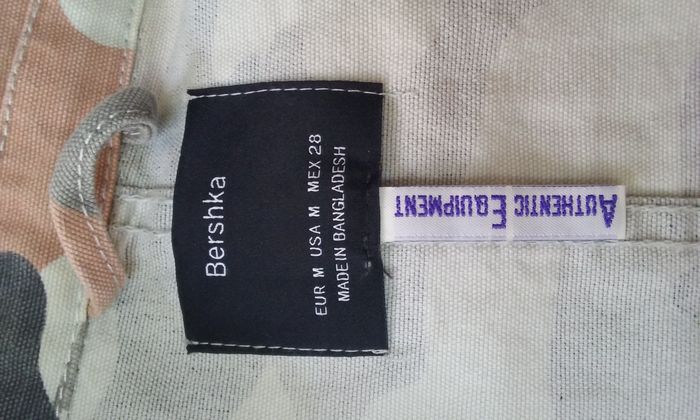 Bershka
EUR M USA M MEX 28
MADE IN BANGLADESH
AUTHENTIC EQUIPMENT